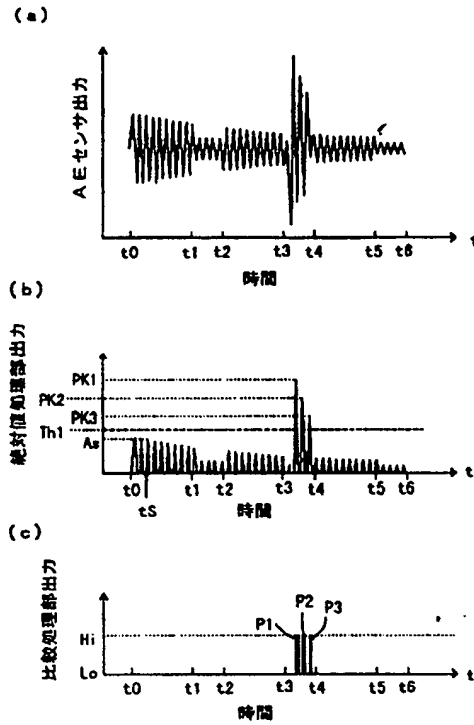 (a)
AEセンサ出力
t0 t1 t2 t3 t4 t5 t6 t
時間
(b)
絶対値処理部出力
PK1
PK2
PK3
Th1
As
t0 tS t1 t2 t3 t4 t5 t6 t
時間
(c)
比較処理部出力
P1 P2 P3
Hi
Lo
t0 t1 t2 t3 t4 t5 t6 t
時間